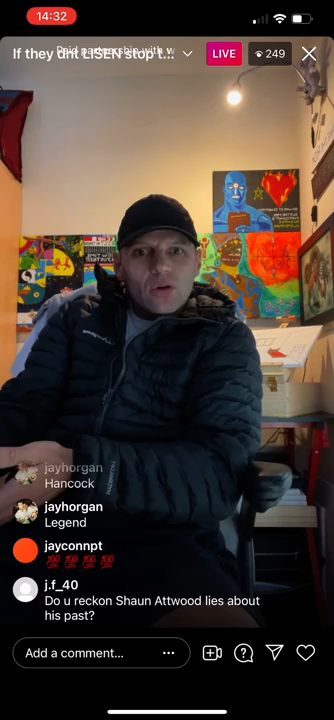 14:32
If they dnt LISEN stop t...
Paid partnership with w
LIVE
249
jayhorgan
Hancock
jayhorgan
Legend
jayconnpt
💯 💯 💯 💯
j.f_40
Do u reckon Shaun Attwood lies about
his past?
Add a comment...